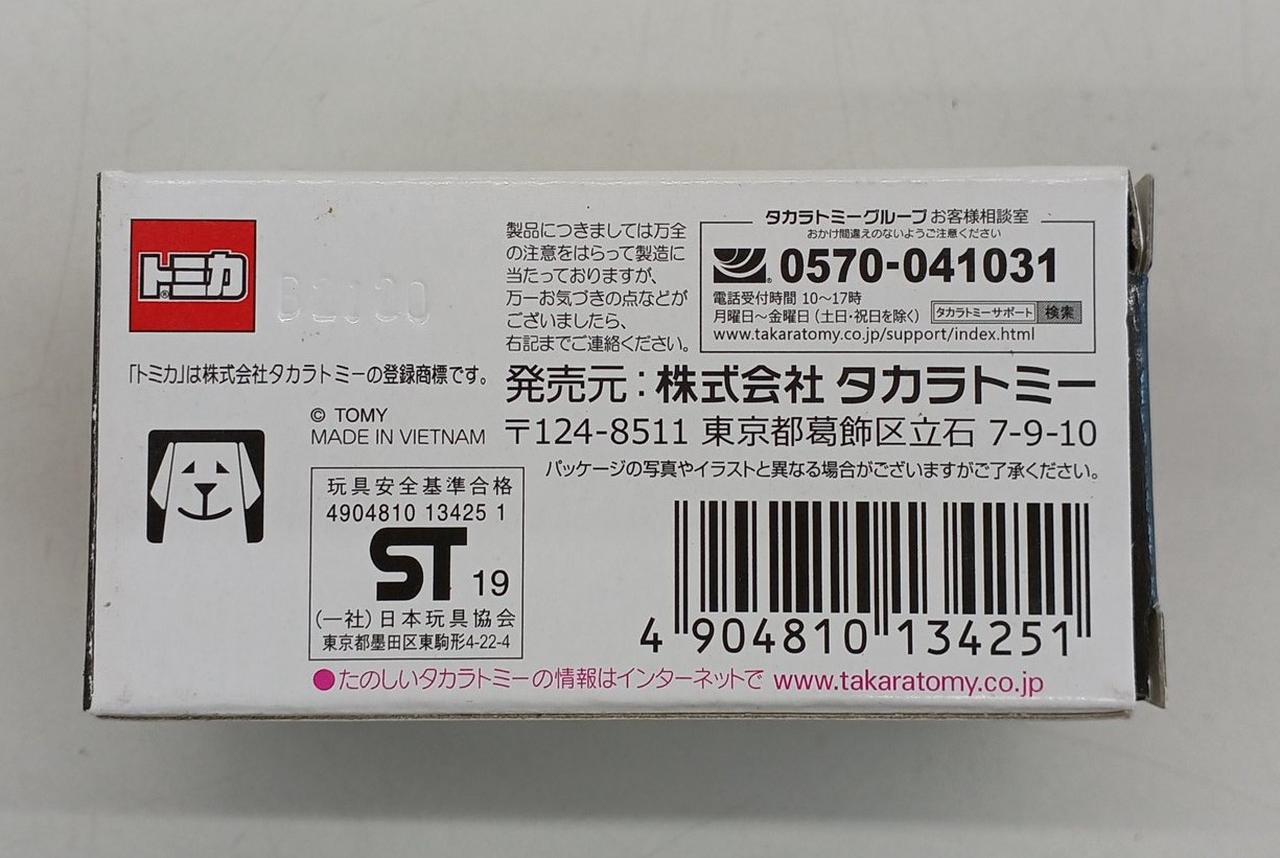 トミカ
®
製品につきましては万全
の注意をはらって製造に
当たっておりますが、
万一お気づきの点などが
ございましたら、
右記までご連絡ください。
タカラトミーグループ お客様相談室
おかけ間違えのないようご注意ください
0570-041031
電話受付時間 10〜17時
月曜日〜金曜日 (土日・祝日を除く) タカラトミーサポート 検索
www.takaratomy.co.jp/support/index.html
「トミカ」は株式会社タカラトミーの登録商標です。
発売元:株式会社 タカラトミー
© TOMY
MADE IN VIETNAM
〒124-8511 東京都葛飾区立石 7-9-10
パッケージの写真やイラストと異なる場合がございますがご了承ください。
玩具安全基準合格
4904810 13425 1
ST 19
(一社)日本玩具協会
東京都墨田区東駒形4-22-4
4 904810 134251
●たのしいタカラトミーの情報はインターネットで www.takaratomy.co.jp